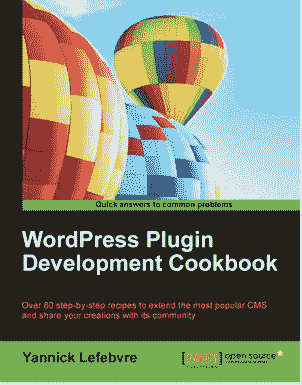 Quick answers to common problems
WordPress Plugin
Development Cookbook
Over 80 step-by-step recipes to extend the most popular CMS
and share your creations with its community
Yannick Lefebvre
open source